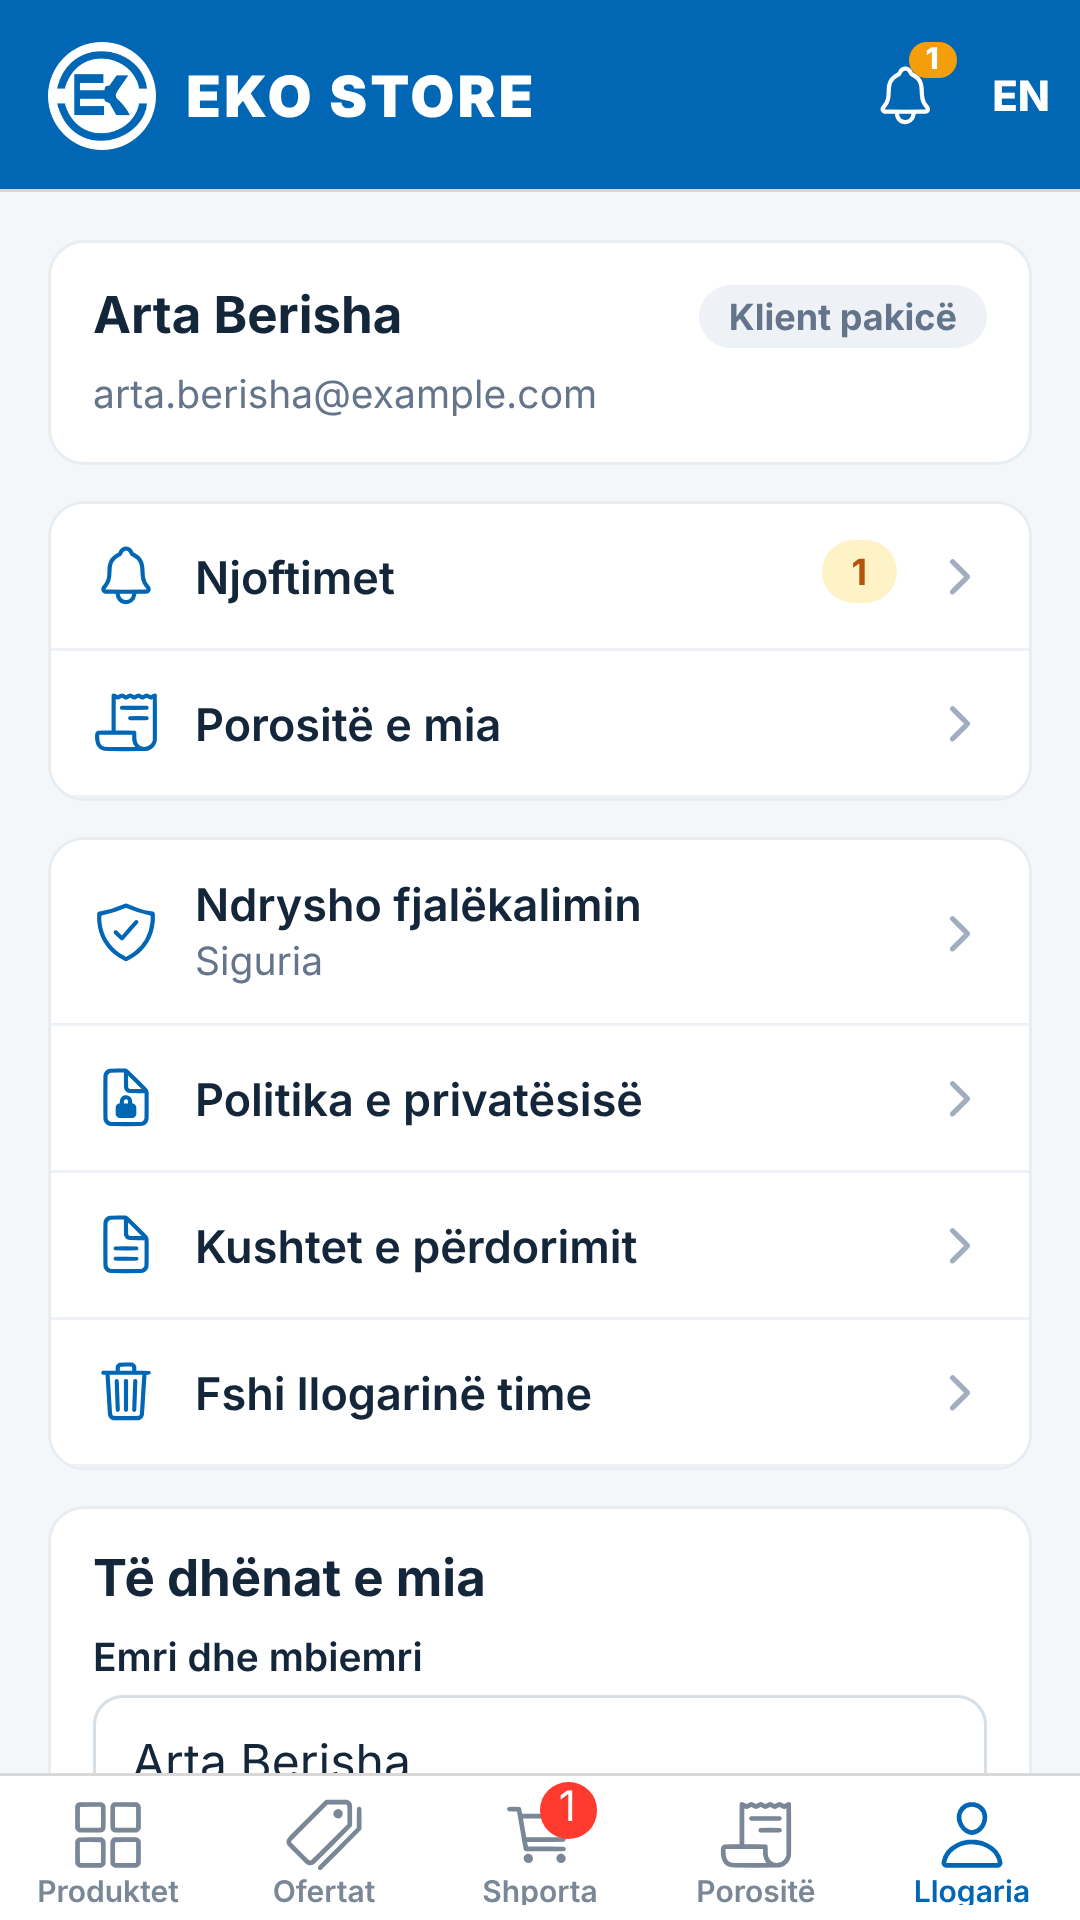 EK EKO STORE
1
EN
Arta Berisha
Klient pakicë
arta.berisha@example.com
Njoftimet
1
Porositë e mia
Ndrysho fjalëkalimin
Siguria
Politika e privatësisë
Kushtet e përdorimit
Fshi llogarinë time
Të dhënat e mia
Emri dhe mbiemri
Arta Berisha
1
Produktet
Ofertat
Shporta
Porositë
Llogaria